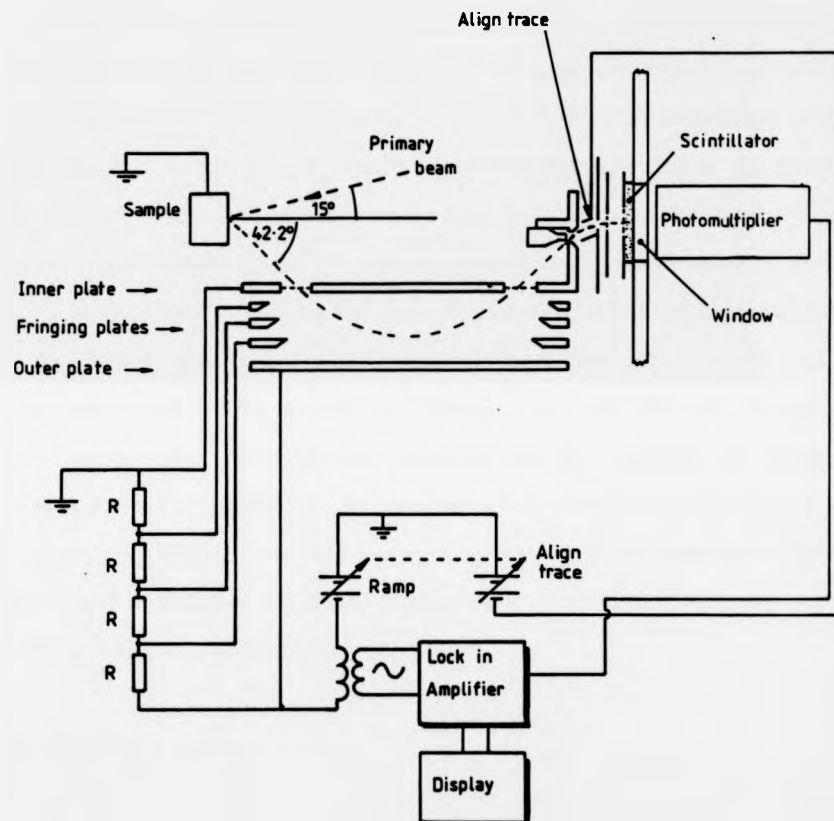 Align trace
Scintillator
Primary
beam
15°
Sample
42·2°
Photomultiplier
Inner plate
Window
Fringing plates
Outer plate
R
R
R
R
Ramp
Align
trace
Lock in
Amplifier
Display